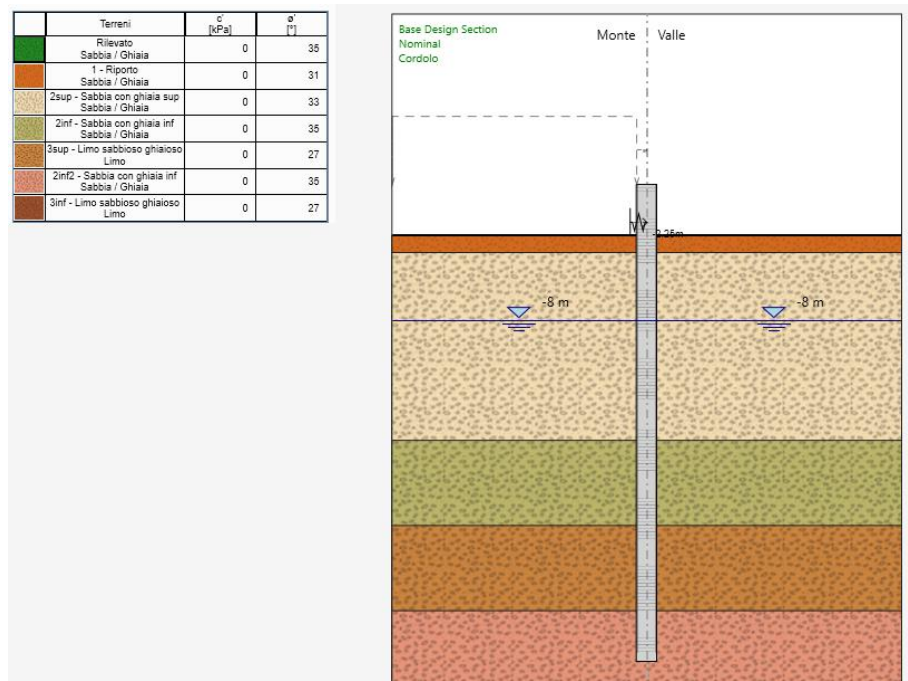 Terreni c' [kPa] ø' [°]
Rilevato
Sabbia / Ghiaia 0 35
1 - Riporto
Sabbia / Ghiaia 0 31
2sup - Sabbia con ghiaia sup
Sabbia / Ghiaia 0 33
2inf - Sabbia con ghiaia inf
Sabbia / Ghiaia 0 35
3sup - Limo sabbioso ghiaioso
Limo 0 27
2inf2 - Sabbia con ghiaia inf
Sabbia / Ghiaia 0 35
3inf - Limo sabbioso ghiaioso
Limo 0 27
Base Design Section
Nominal
Cordolo
Monte Valle
-8 m -8 m